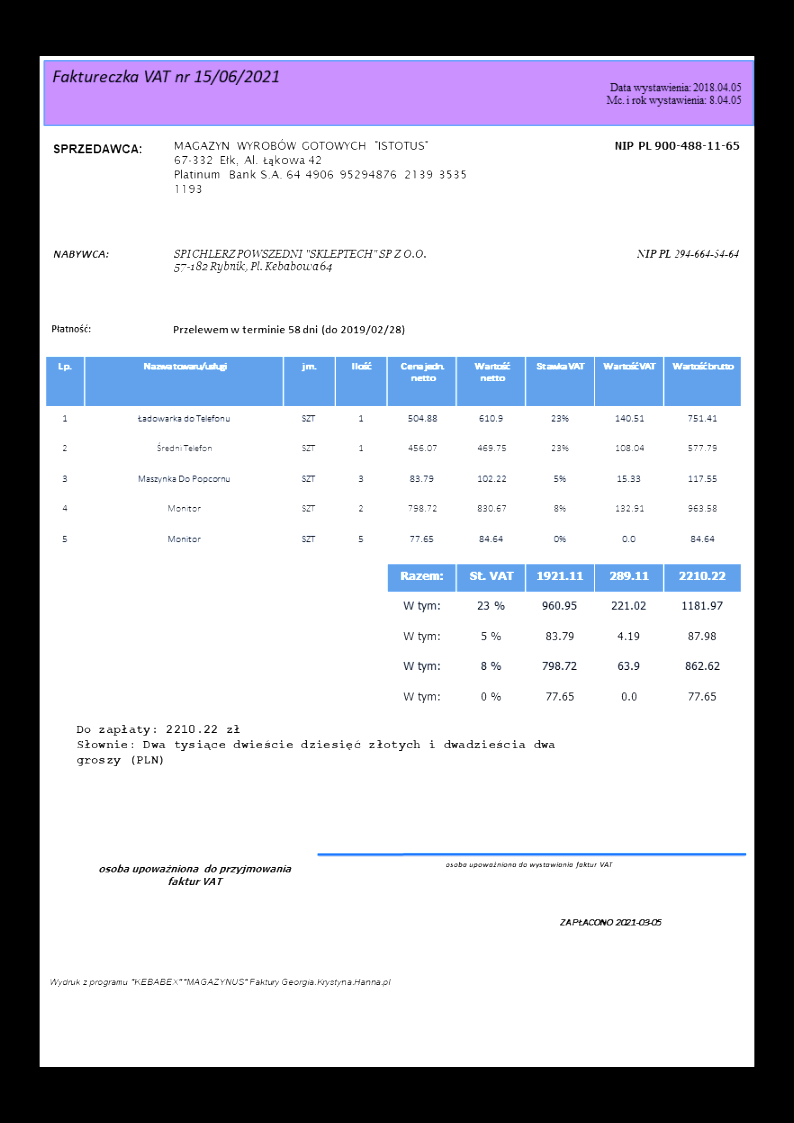 Faktureczka VAT nr 15/06/2021
Data wystawienia: 2018.04.05
Mc. i rok wystawienia: 8.04.05
SPRZEDAWCA: MAGAZYN WYROBÓW GOTOWYCH "ISTOTUS" NIP PL 900-488-11-65
67-332 Ełk, Al. Łąkowa 42
Platinum Bank S.A. 64 4906 95294876 2139 3535
1193
NABYWCA: SPICHLERZ POWSZEDNI "SKLEPTECH" SP Z O.O. NIP PL 294-664-54-64
57-182 Rybnik, Pl. Kebabowa 64
Płatność: Przelewem w terminie 58 dni (do 2019/02/28)
Lp. Nazwa towaru/usługi jm. Ilość Cena jedn. Wartość Stawka VAT Wartość VAT Wartość brutto
netto netto
1 Ładowarka do Telefonu SZT 1 504.88 610.9 23% 140.51 751.41
2 Średni Telefon SZT 1 456.07 469.75 23% 108.04 577.79
3 Maszynka Do Popcornu SZT 3 83.79 102.22 5% 15.33 117.55
4 Monitor SZT 2 798.72 830.67 8% 132.91 963.58
5 Monitor SZT 5 77.65 84.64 0% 0.0 84.64
Razem: St. VAT 1921.11 289.11 2210.22
W tym: 23 % 960.95 221.02 1181.97
W tym: 5 % 83.79 4.19 87.98
W tym: 8 % 798.72 63.9 862.62
W tym: 0 % 77.65 0.0 77.65
Do zapłaty: 2210.22 zł
Słownie: Dwa tysiące dwieście dziesięć złotych i dwadzieścia dwa
groszy (PLN)
osoba upoważniona do wystawiania faktur VAT
osoba upoważniona do przyjmowania
faktur VAT
ZAPŁACONO 2021-03-05
Wydruk z programu "KEBABEX" "MAGAZYNUS" Faktury Georgia.Krystyna.Hanna.pl